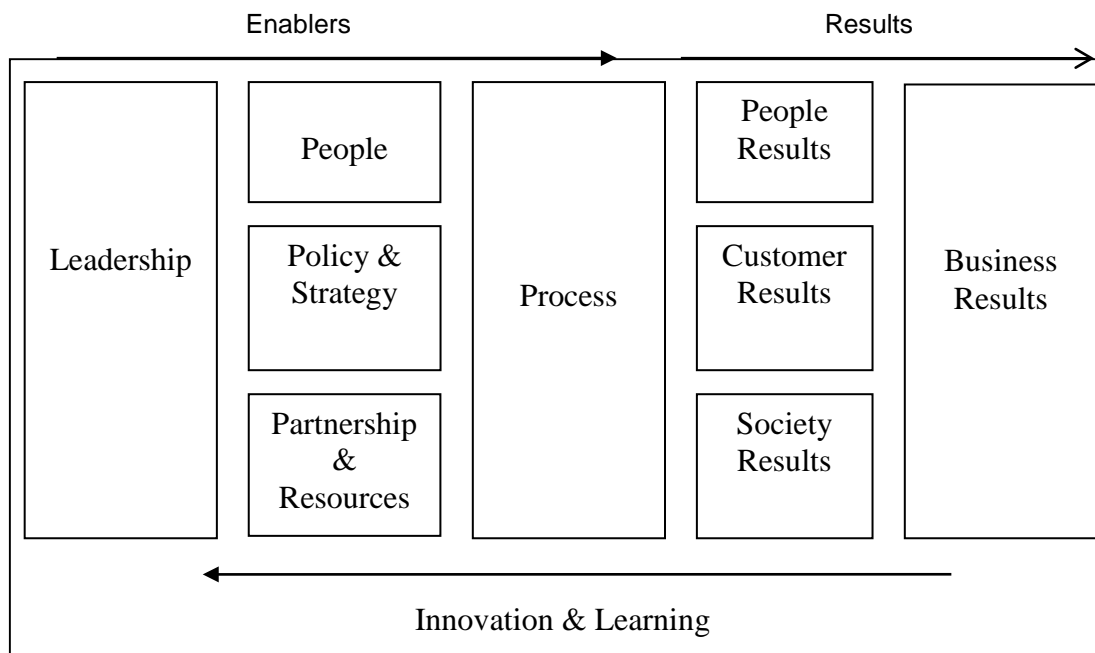 Enablers
Results
Leadership
People
Policy &
Strategy
Partnership
&
Resources
Process
People
Results
Customer
Results
Society
Results
Business
Results
Innovation & Learning